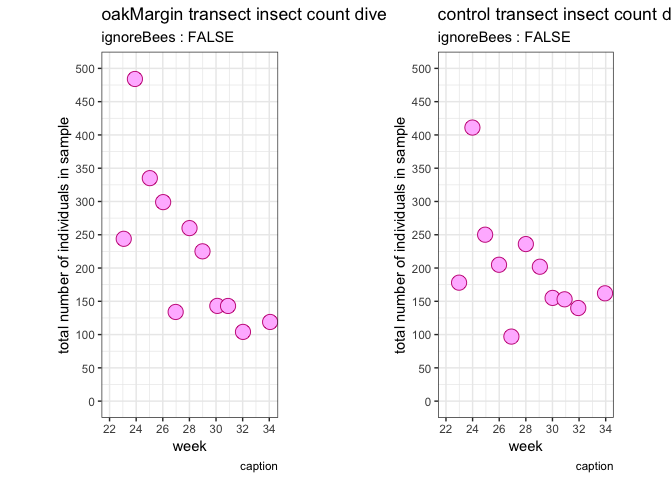 oakMargin transect insect count dive
ignoreBees : FALSE
500
450
400
350
300
250
200
150
100
50
0
total number of individuals in sample
22 24 26 28 30 32 34
week
caption
control transect insect count d
ignoreBees : FALSE
500
450
400
350
300
250
200
150
100
50
0
total number of individuals in sample
22 24 26 28 30 32 34
week
caption